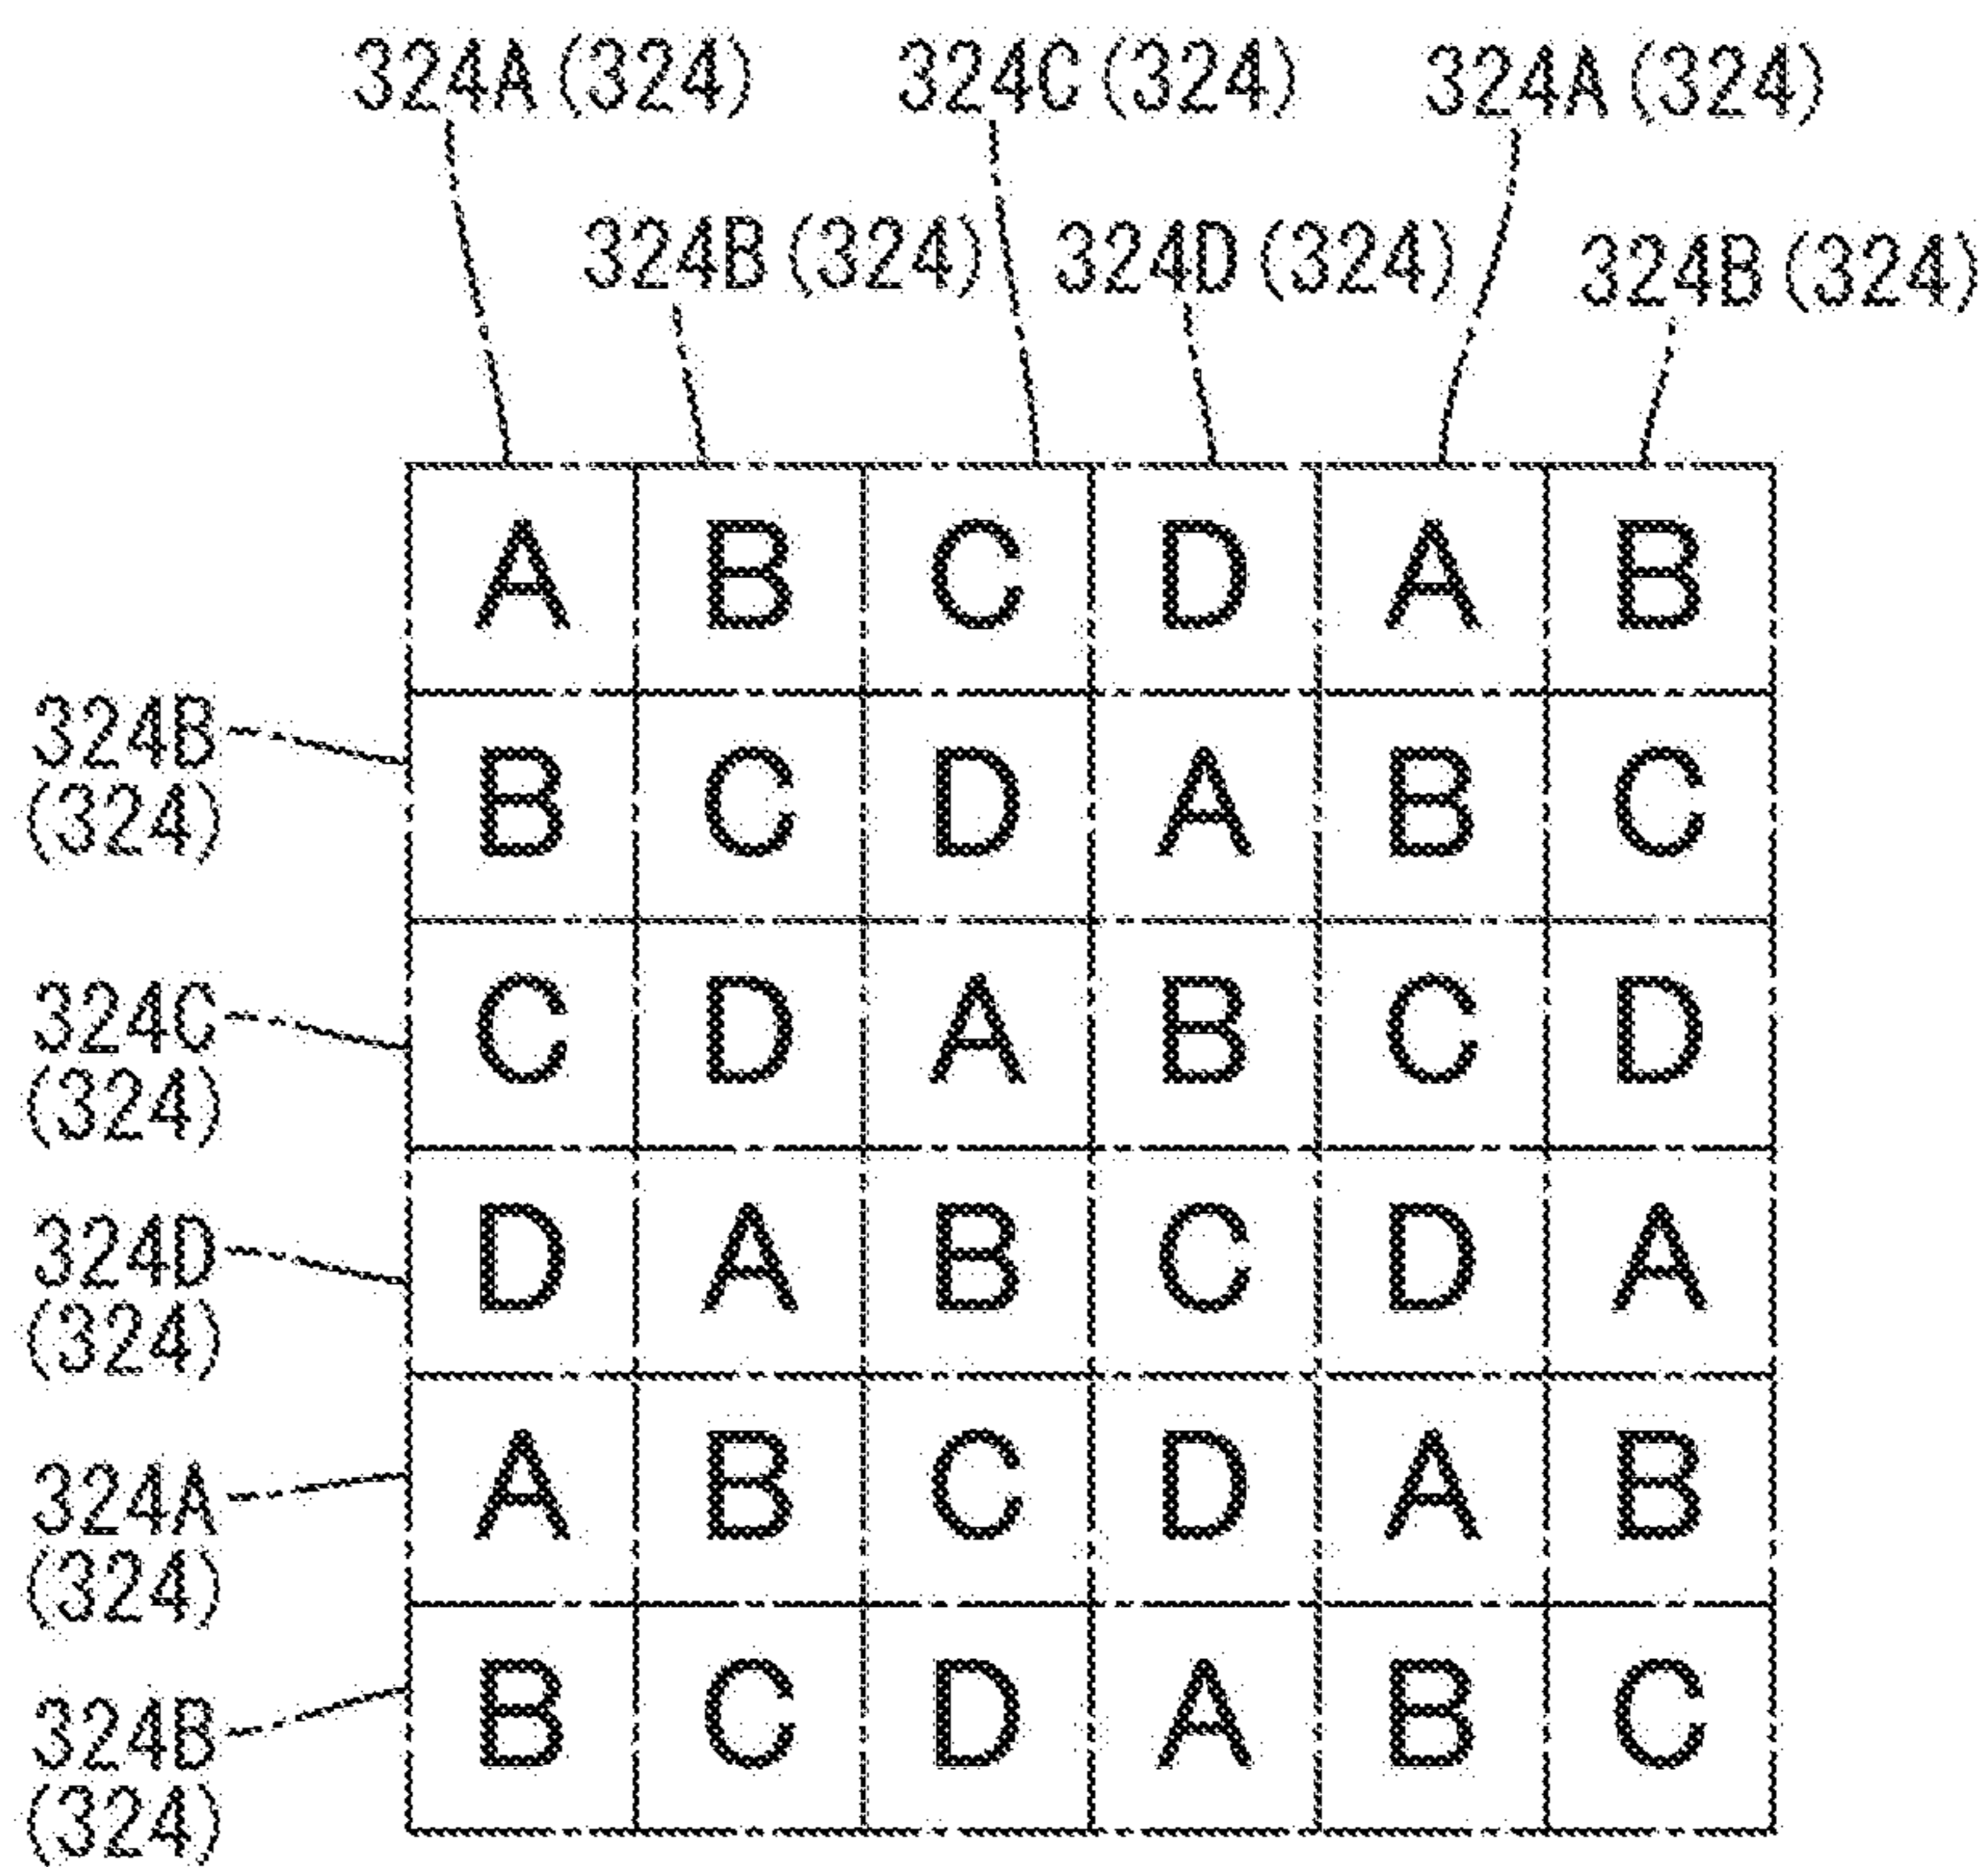 324A (324) 324C (324) 324A (324)
324B (324) 324D (324) 324B (324)
A B C D A B
324B
(324)
B C D A B C
324C
(324)
C D A B C D
324D
(324)
D A B C D A
324A
(324)
A B C D A B
324B
(324)
B C D A B C